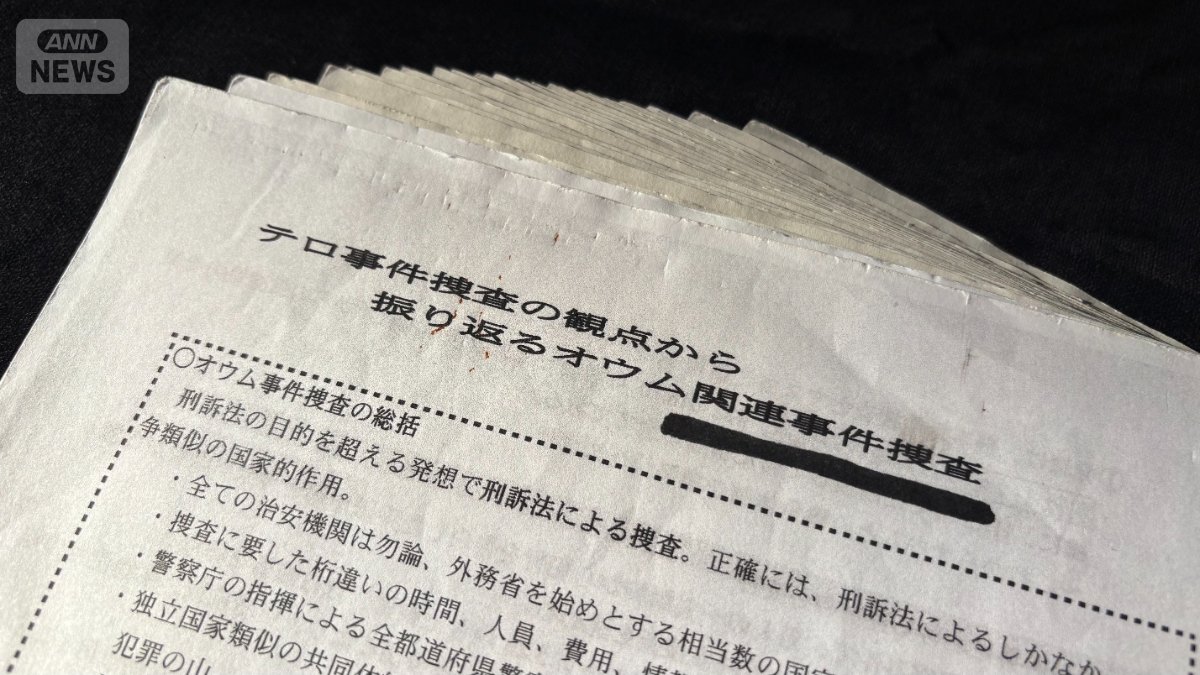 ANN
NEWS
テロ事件捜査の観点から
振り返るオウム関連事件捜査
〇オウム事件捜査の総括
刑訴法の目的を超える発想で刑訴法による捜査。正確には、刑訴法によるしかなか
争類似の国家的作用。
・全ての治安機関は勿論、外務省を始めとする相当数の国
・捜査に要した桁違いの時間、人員、費用、情
・警察庁の指揮による全都道府県警
・独立国家類似の共同体
犯罪の山